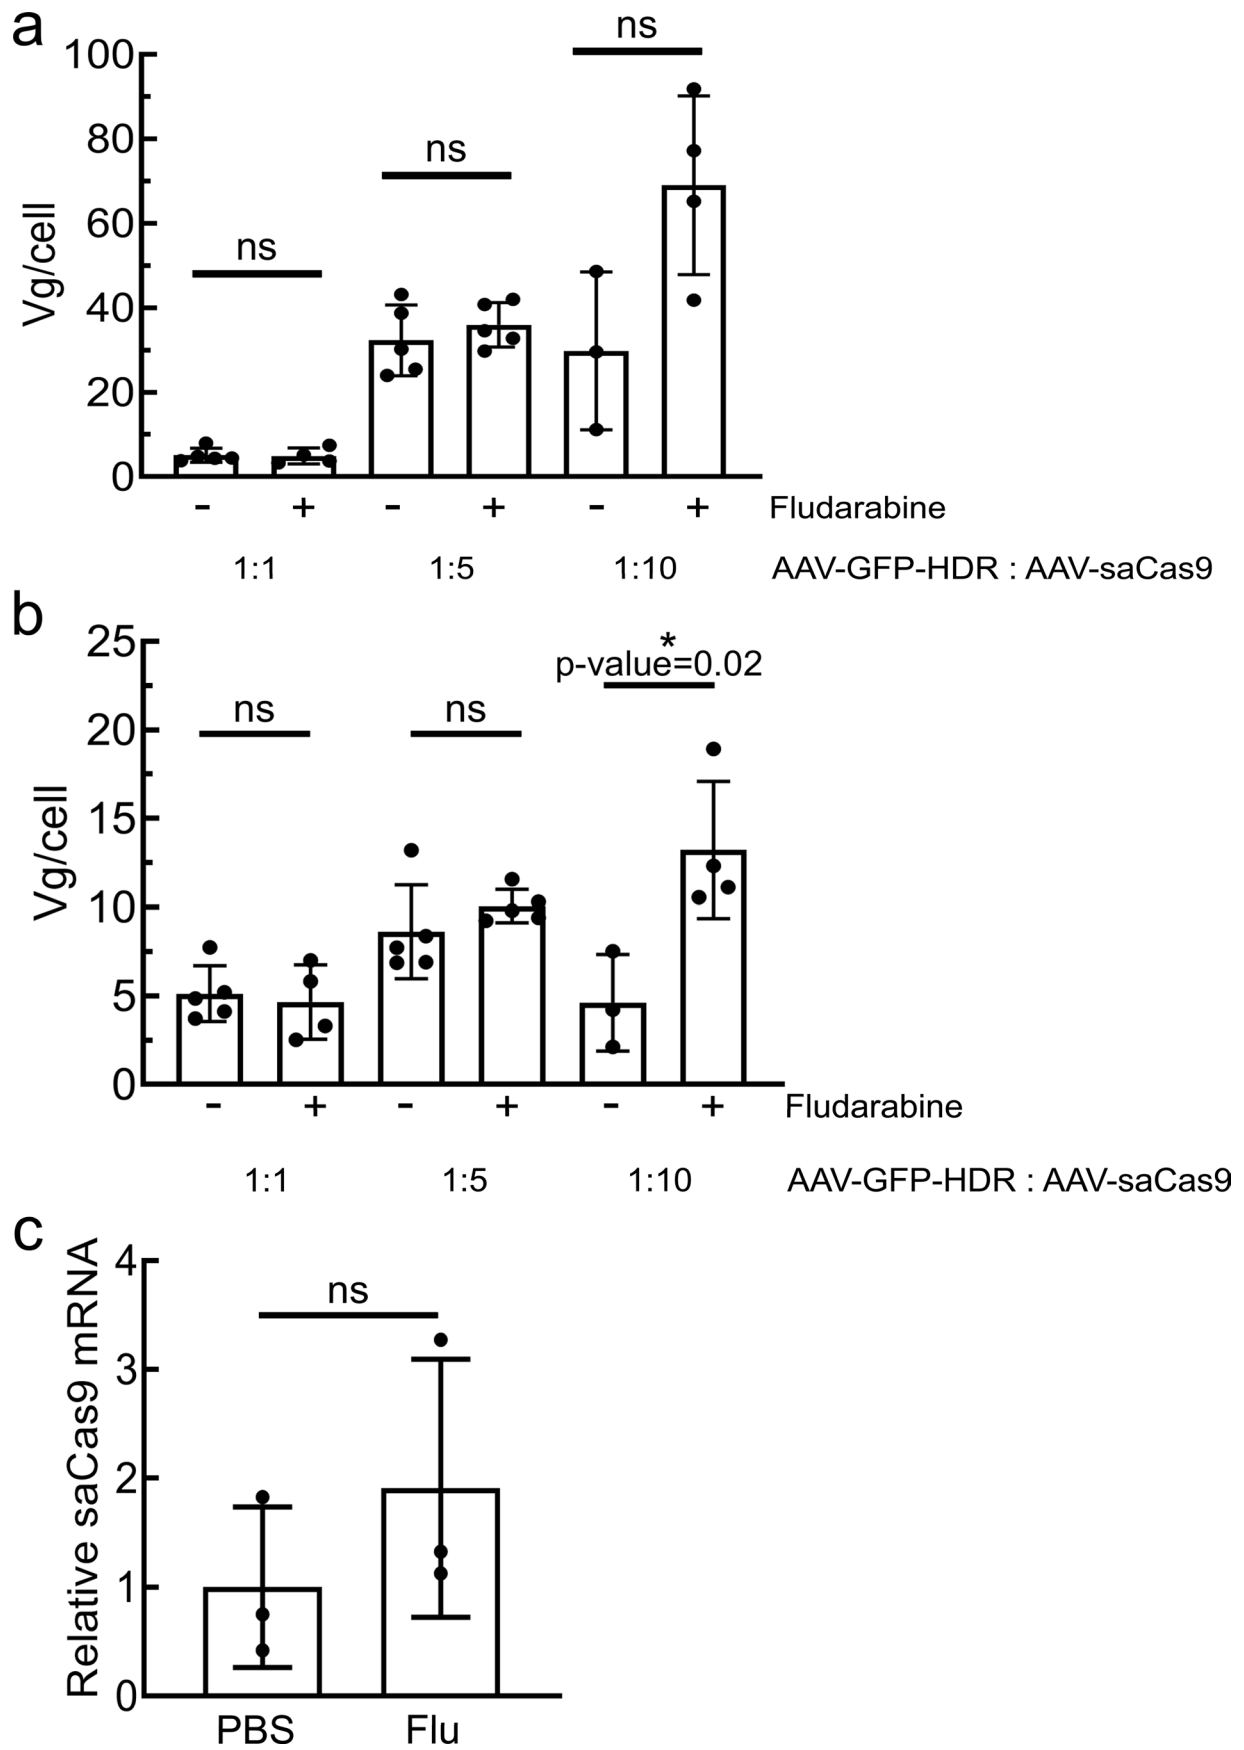 a
Vg/cell
100
80
60
40
20
0
ns
ns
ns
- + - + - + Fludarabine
1:1 1:5 1:10 AAV-GFP-HDR : AAV-saCas9
b
Vg/cell
25
20
15
10
5
0
ns
ns
*
p-value=0.02
- + - + - + Fludarabine
1:1 1:5 1:10 AAV-GFP-HDR : AAV-saCas9
c
Relative saCas9 mRNA
4
3
2
1
0
ns
PBS Flu